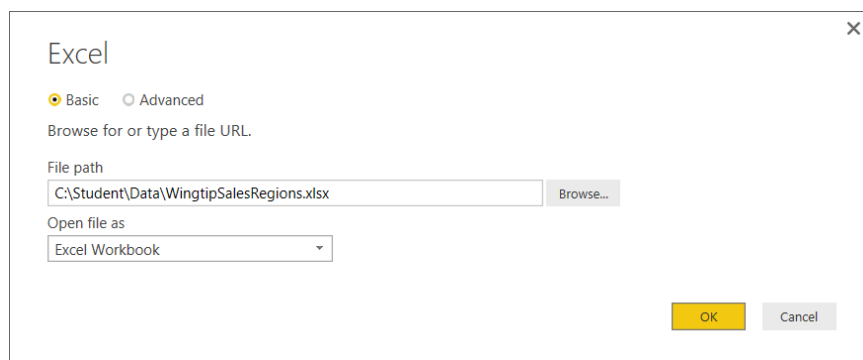 Excel
Basic Advanced
Browse for or type a file URL.
File path
C:\Student\Data\WingtipSalesRegions.xlsx Browse...
Open file as
Excel Workbook
OK Cancel